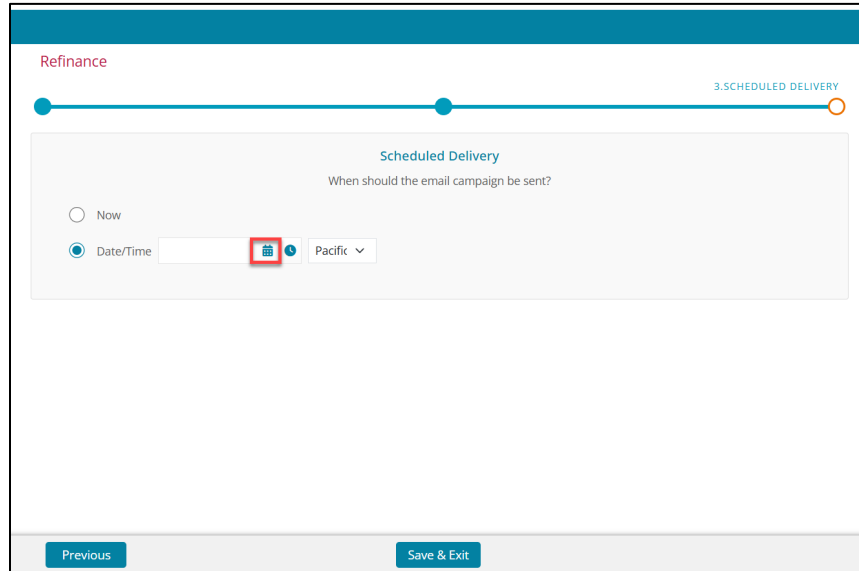 Refinance
3.SCHEDULED DELIVERY
Scheduled Delivery
When should the email campaign be sent?
Now
Date/Time Pacific
Previous Save & Exit